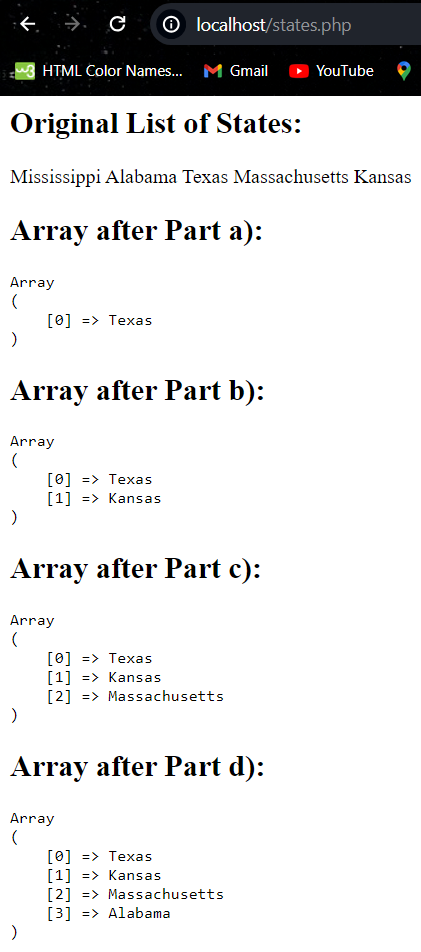 localhost/states.php
HTML Color Names... Gmail YouTube
Original List of States:
Mississippi Alabama Texas Massachusetts Kansas
Array after Part a):
Array
(
    [0] => Texas
)
Array after Part b):
Array
(
    [0] => Texas
    [1] => Kansas
)
Array after Part c):
Array
(
    [0] => Texas
    [1] => Kansas
    [2] => Massachusetts
)
Array after Part d):
Array
(
    [0] => Texas
    [1] => Kansas
    [2] => Massachusetts
    [3] => Alabama
)